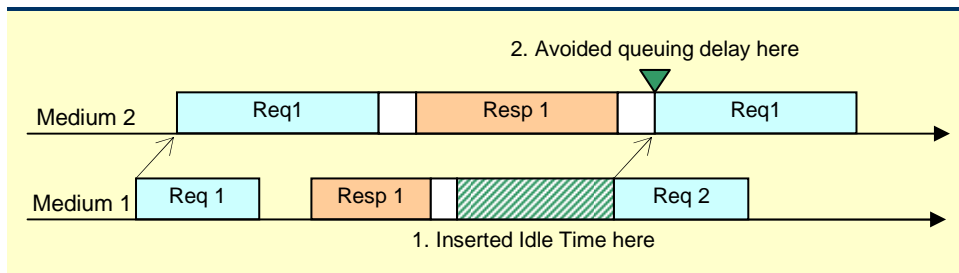 2. Avoided queuing delay here
Medium 2
Req1
Resp 1
Req1
Medium 1
Req 1
Resp 1
Req 2
1. Inserted Idle Time here